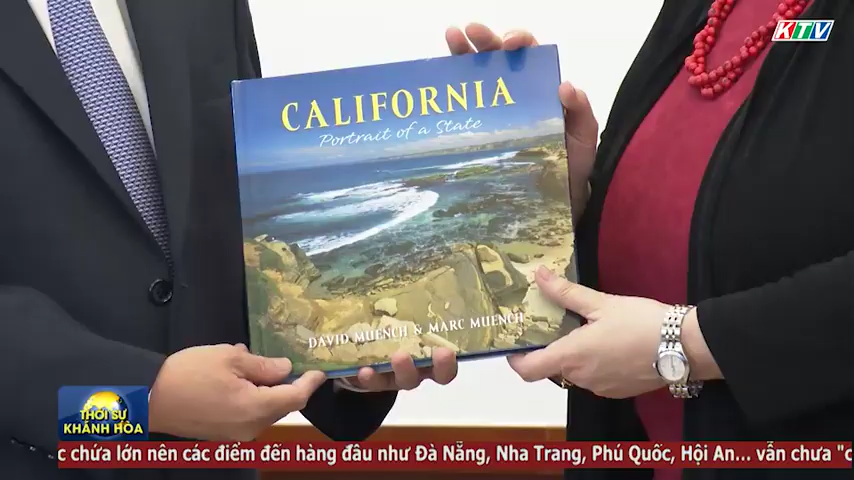 KTV
CALIFORNIA
Portrait of a State
DAVID MUENCH & MARC MUENCH
THỜI SỰ
KHÁNH HÒA
c chứa lớn nên các điểm đến hàng đầu như Đà Nẵng, Nha Trang, Phú Quốc, Hội An... vẫn chưa "c